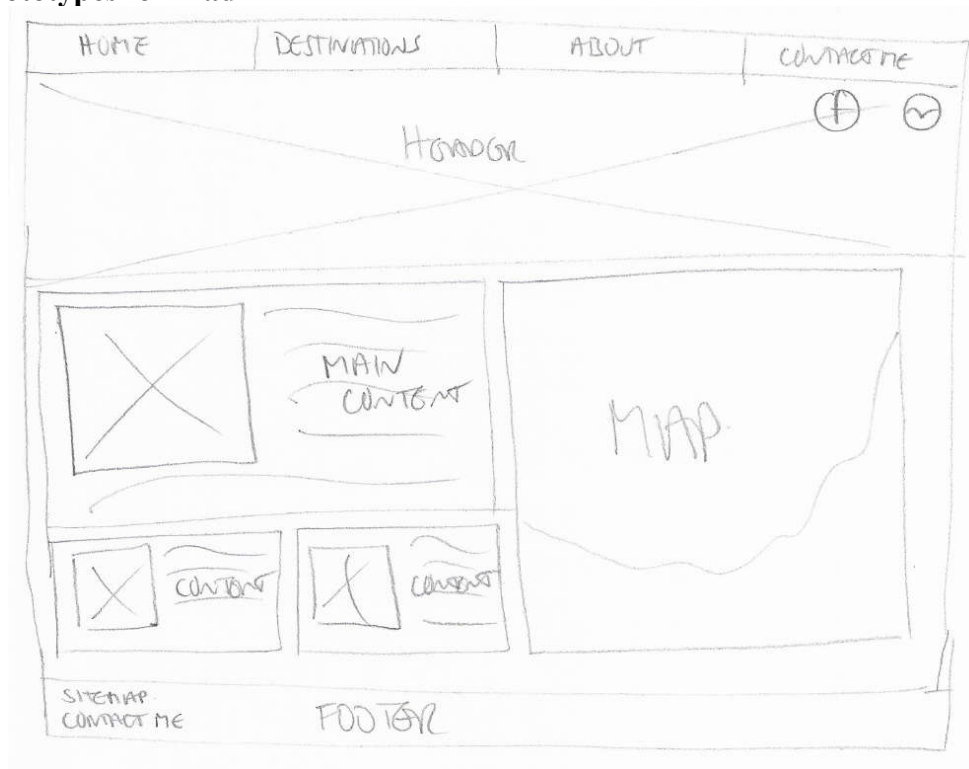 HOME
DESTINATIONS
ABOUT
CONTACT ME
f
HEADER
MAIN
CONTENT
MAP
CONTENT
CONTENT
SITEMAP
CONTACT ME
FOOTER